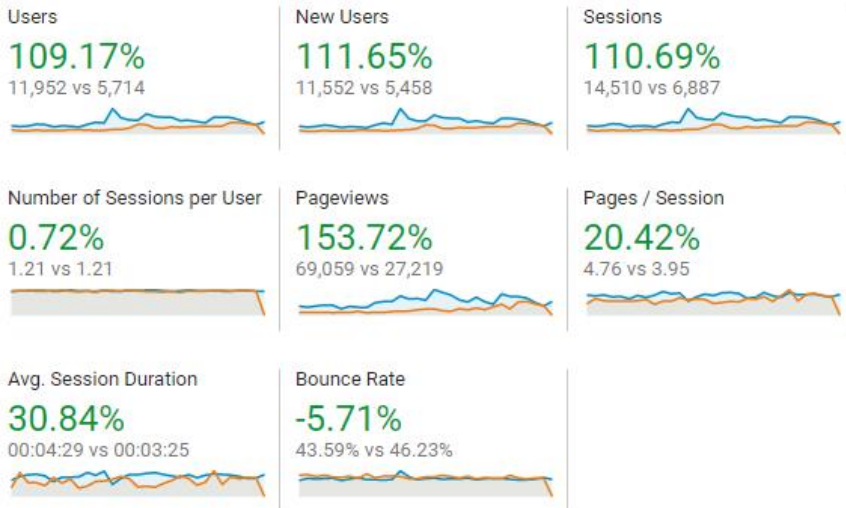 Users
109.17%
11,952 vs 5,714
New Users
111.65%
11,552 vs 5,458
Sessions
110.69%
14,510 vs 6,887
Number of Sessions per User
0.72%
1.21 vs 1.21
Pageviews
153.72%
69,059 vs 27,219
Pages / Session
20.42%
4.76 vs 3.95
Avg. Session Duration
30.84%
00:04:29 vs 00:03:25
Bounce Rate
-5.71%
43.59% vs 46.23%